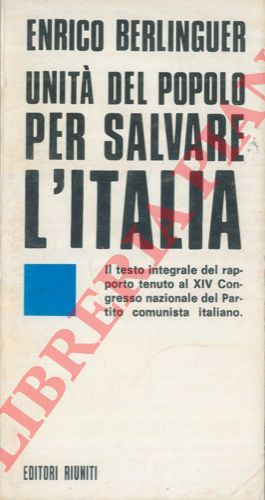 ENRICO BERLINGUER
UNITÀ DEL POPOLO
PER SALVARE
L'ITALIA
Il testo integrale del rap-
porto tenuto al XIV Con-
gresso nazionale del Par-
tito comunista italiano.
EDITORI RIUNITI
LIBRERIA PIANI